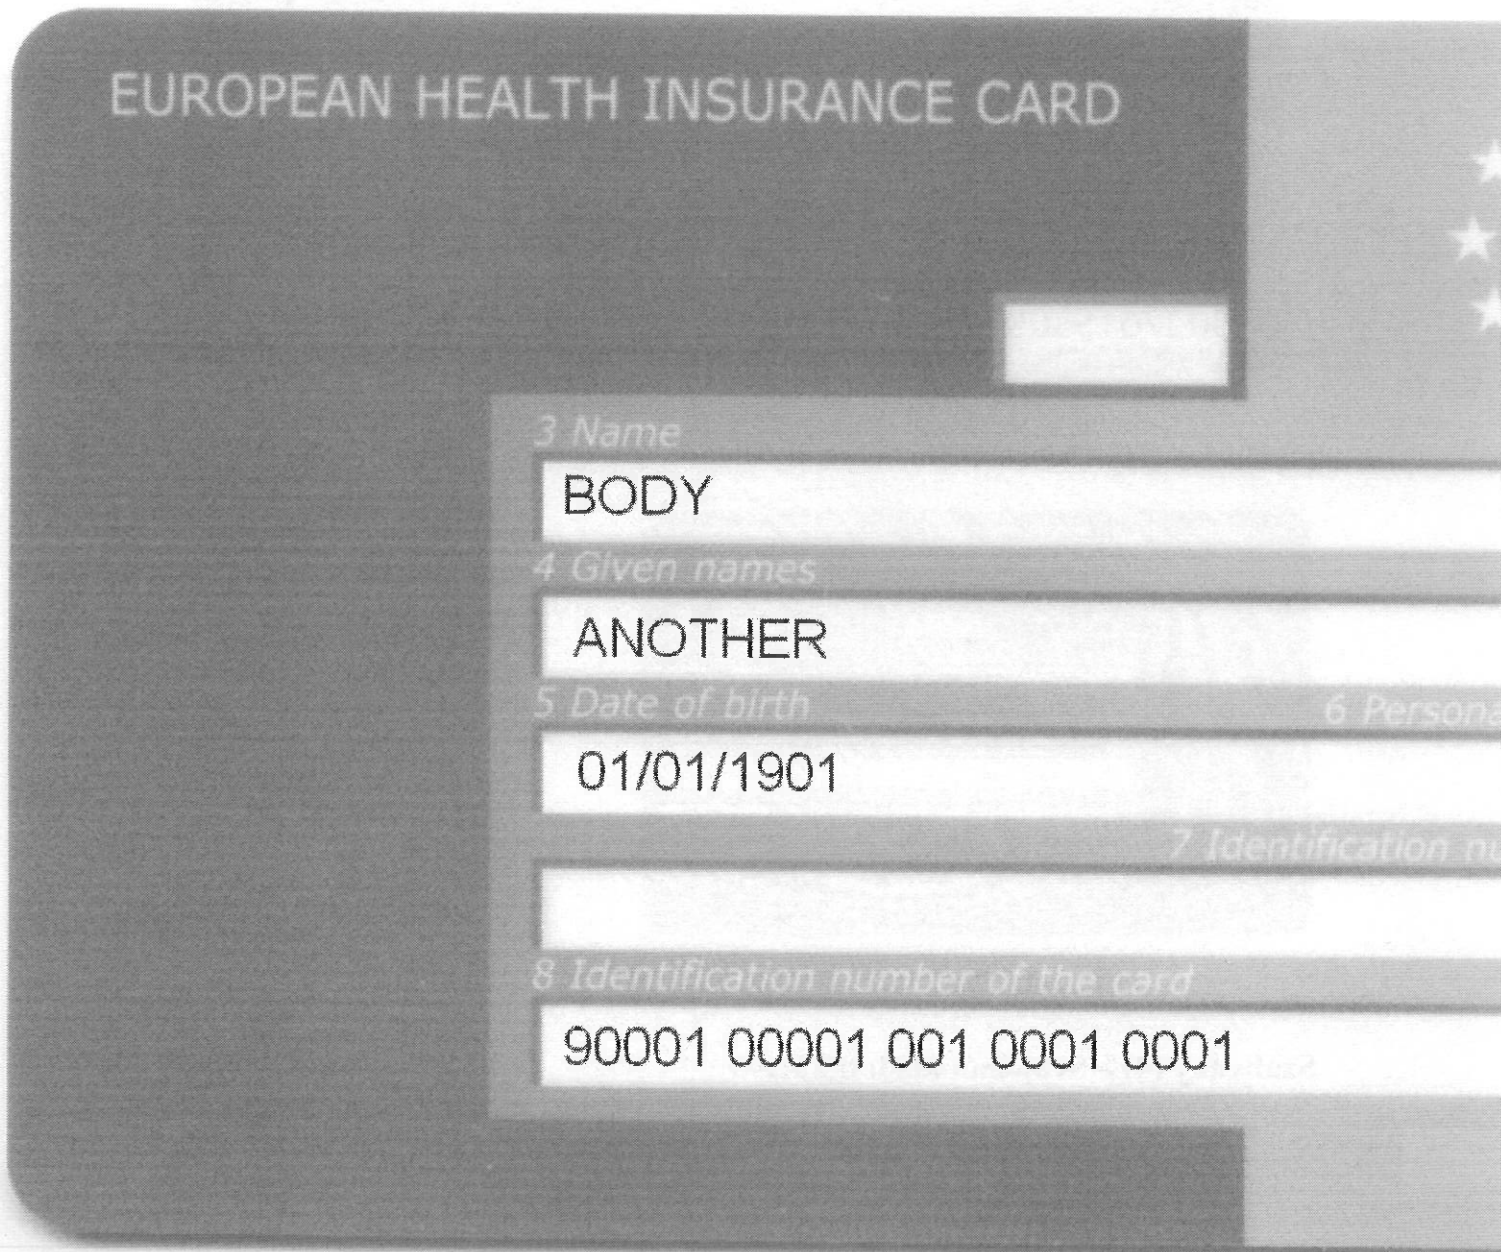 EUROPEAN HEALTH INSURANCE CARD
3 Name
BODY
4 Given names
ANOTHER
5 Date of birth 6 Persona
01/01/1901
7 Identification nu
8 Identification number of the card
90001 00001 001 0001 0001